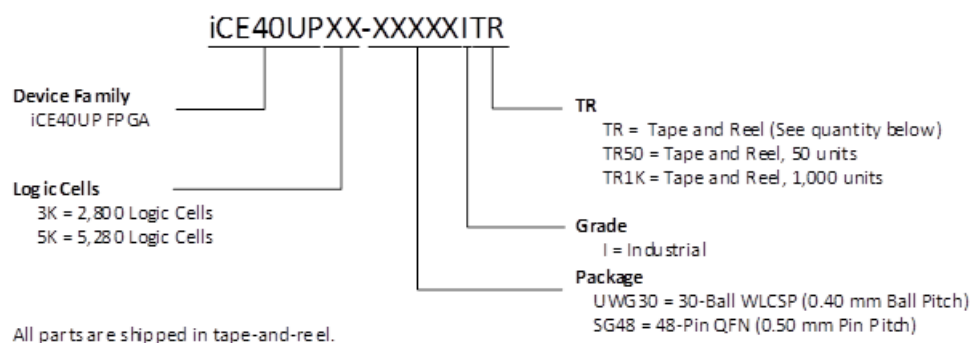 iCE40UPXX-XXXXXITR
Device Family
iCE40UP FPGA
Logic Cells
3K = 2,800 Logic Cells
5K = 5,280 Logic Cells
TR
TR = Tape and Reel (See quantity below)
TR50 = Tape and Reel, 50 units
TR1K = Tape and Reel, 1,000 units
Grade
I = Industrial
Package
UWG30 = 30-Ball WLCSP (0.40 mm Ball Pitch)
SG48 = 48-Pin QFN (0.50 mm Pin Pitch)
All parts are shipped in tape-and-reel.